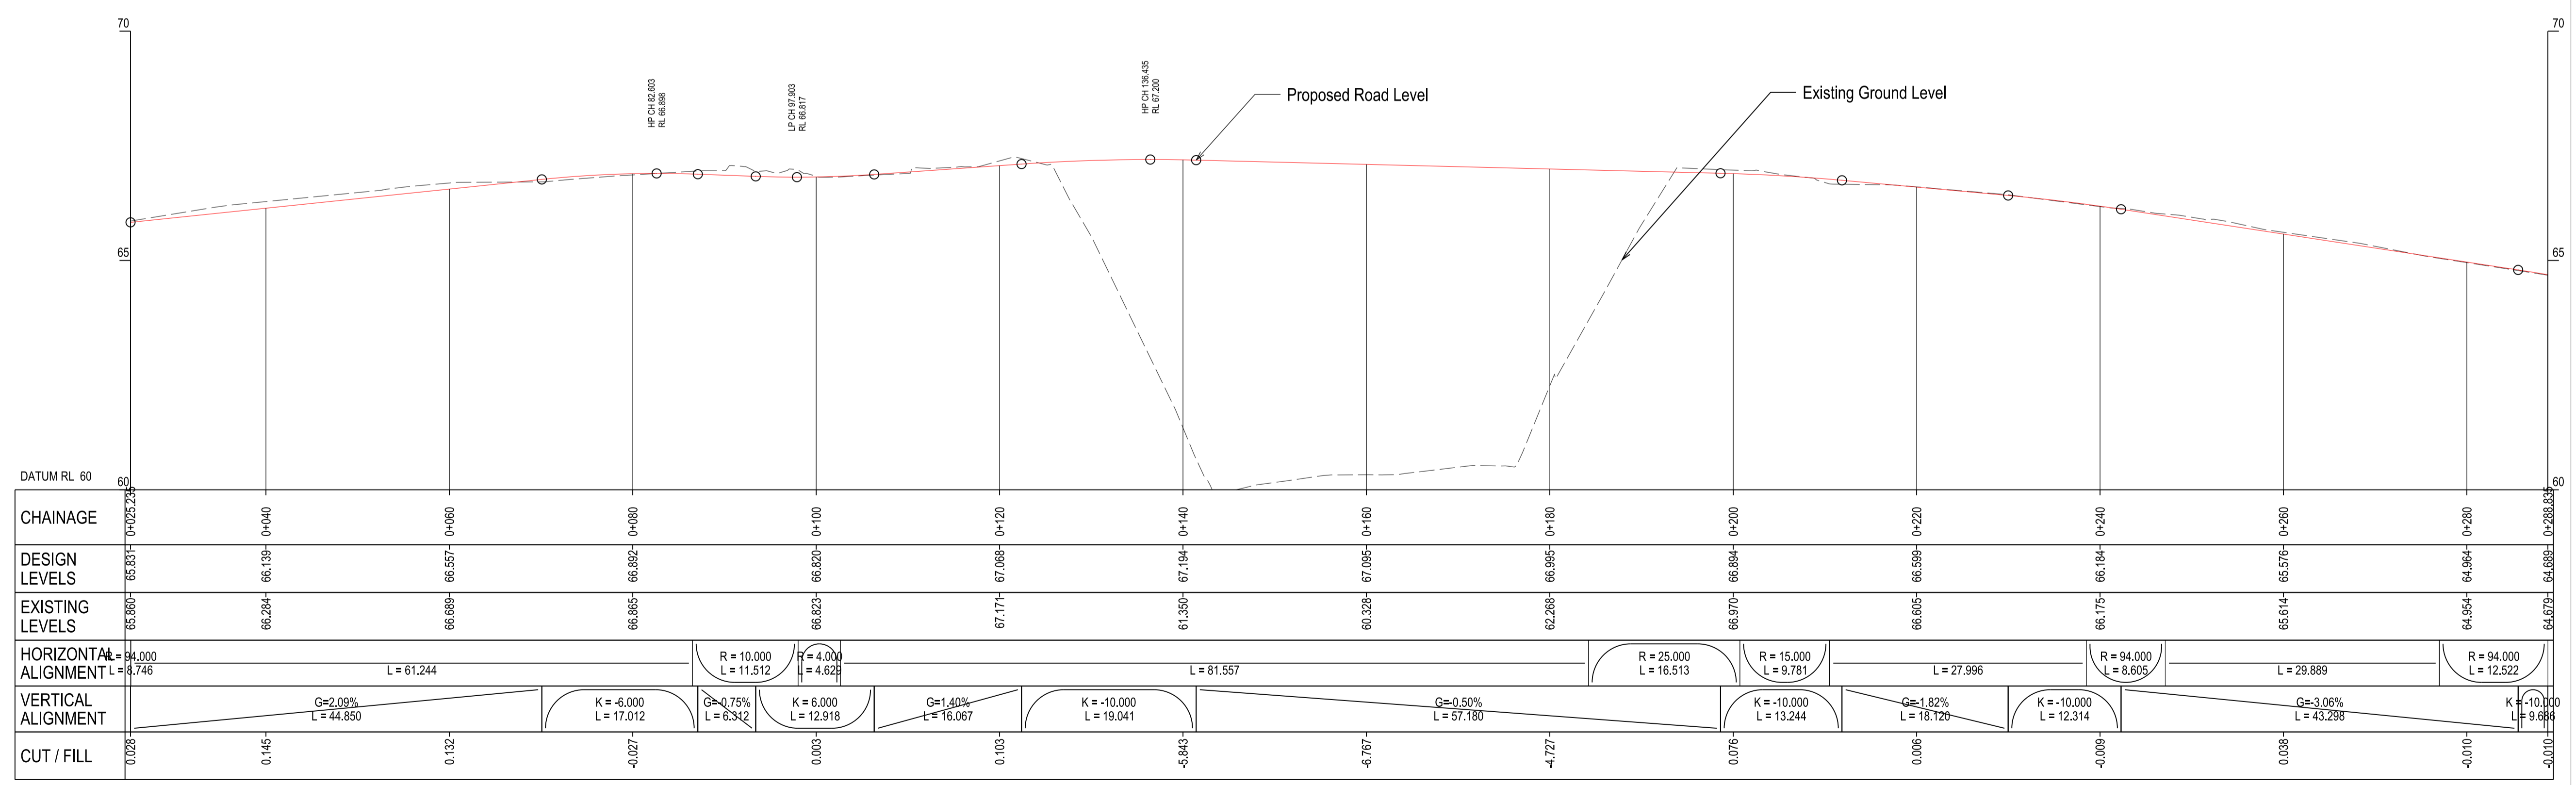 70
70
HP CH 82.603
RL 66.898
LP CH 97.903
RL 66.817
HP CH 136.435
RL 67.200
Proposed Road Level
Existing Ground Level
65
65
DATUM RL 60
60
60
CHAINAGE
0+025.235
0+040
0+060
0+080
0+100
0+120
0+140
0+160
0+180
0+200
0+220
0+240
0+260
0+280
0+288.835
DESIGN
LEVELS
65.831
66.139
66.557
66.892
66.820
67.068
67.194
67.095
66.995
66.894
66.599
66.184
65.576
64.964
64.689
EXISTING
LEVELS
65.860
66.284
66.689
66.865
66.823
67.171
61.350
60.328
62.268
66.970
66.605
66.175
65.614
64.954
64.679
HORIZONTAL
ALIGNMENT
R = 94.000
L = 8.746
L = 61.244
R = 10.000
L = 11.512
R = 4.000
L = 4.629
L = 81.557
R = 25.000
L = 16.513
R = 15.000
L = 9.781
L = 27.996
R = 94.000
L = 8.605
L = 29.889
R = 94.000
L = 12.522
VERTICAL
ALIGNMENT
G=2.09%
L = 44.850
K = -6.000
L = 17.012
G=-0.75%
L = 6.312
K = 6.000
L = 12.918
G=1.40%
L = 16.067
K = -10.000
L = 19.041
G=-0.50%
L = 57.180
K = -10.000
L = 13.244
G=-1.82%
L = 18.120
K = -10.000
L = 12.314
G=-3.06%
L = 43.298
K = -10.000
CUT / FILL
0.028
0.145
0.132
-0.027
0.003
0.103
-5.843
-6.767
-4.727
0.076
0.006
-0.009
0.038
-0.010
-0.010